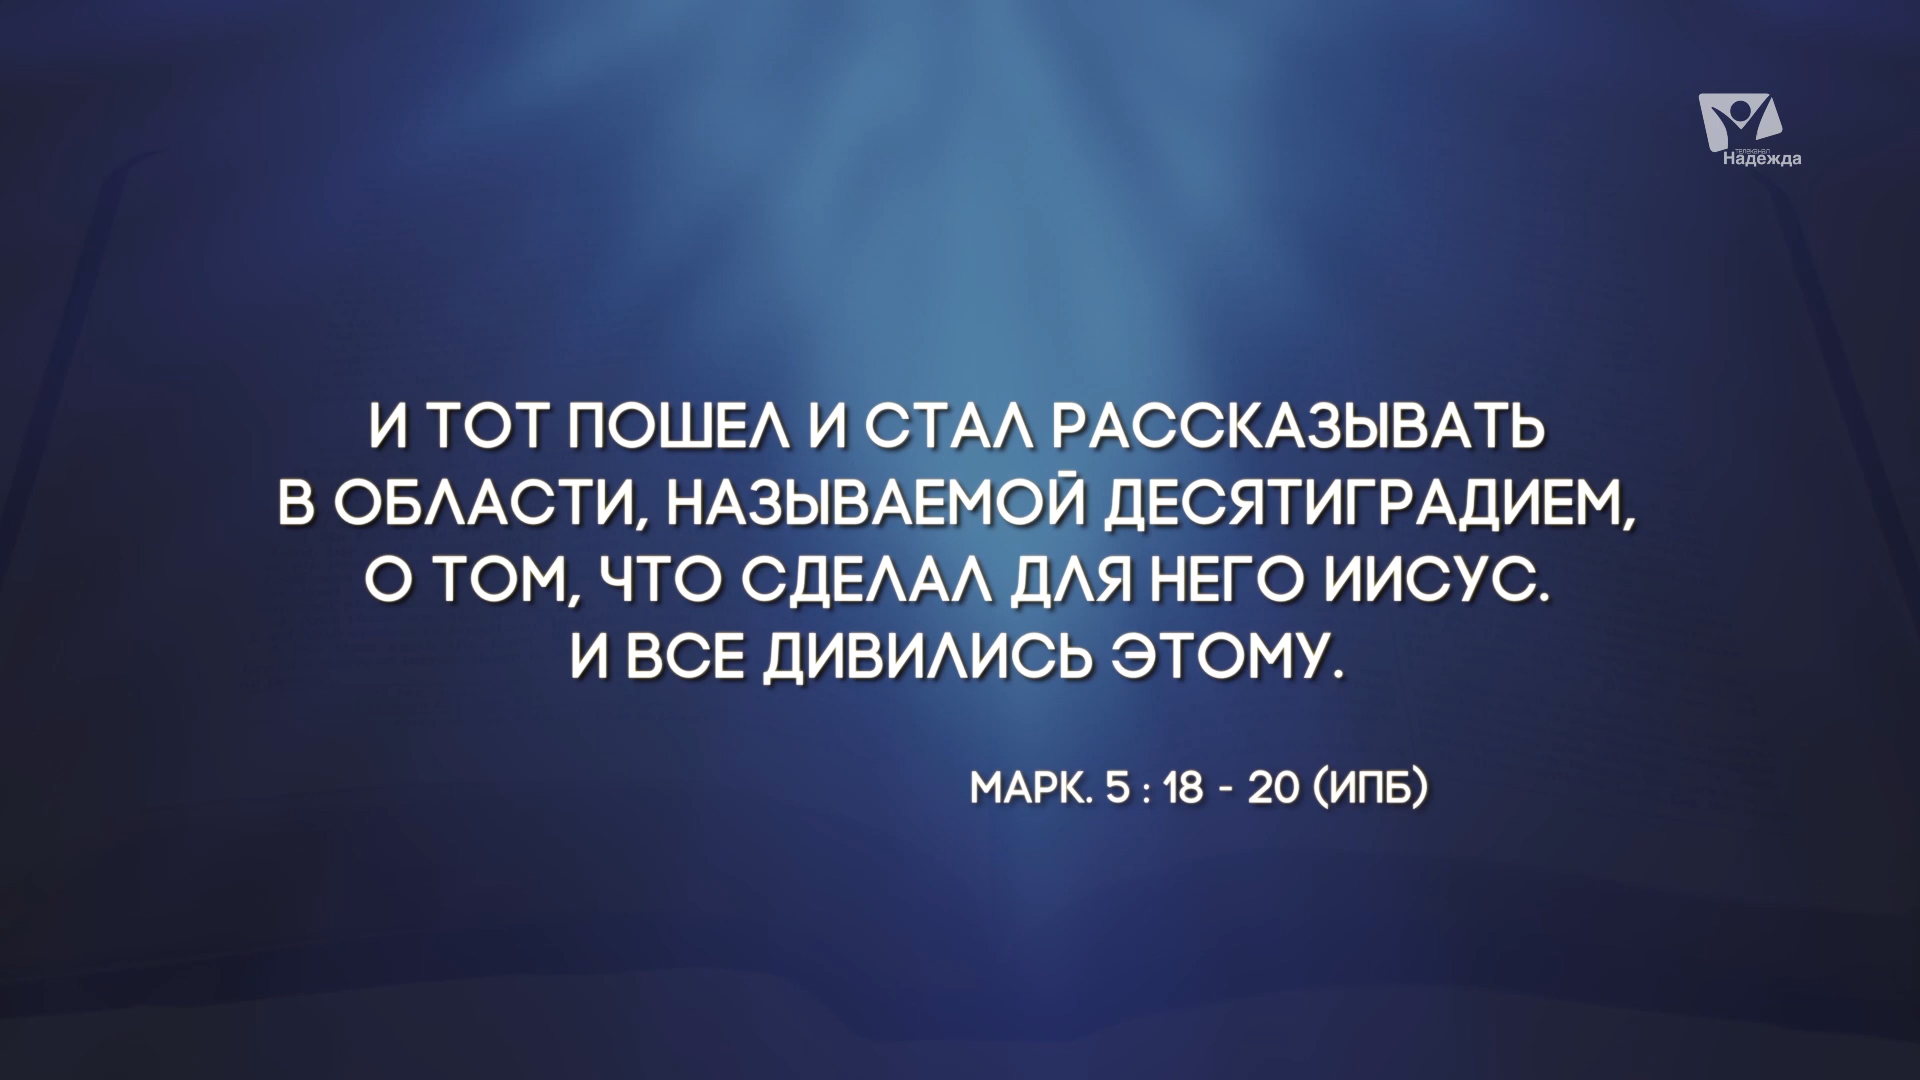 ТЕЛЕКАНАЛ
Надежда
И ТОТ ПОШЕЛ И СТАЛ РАССКАЗЫВАТЬ
В ОБЛАСТИ, НАЗЫВАЕМОЙ ДЕСЯТИГРАДИЕМ,
О ТОМ, ЧТО СДЕЛАЛ ДЛЯ НЕГО ИИСУС.
И ВСЕ ДИВИЛИСЬ ЭТОМУ.
МАРК. 5 : 18 - 20 (ИПБ)